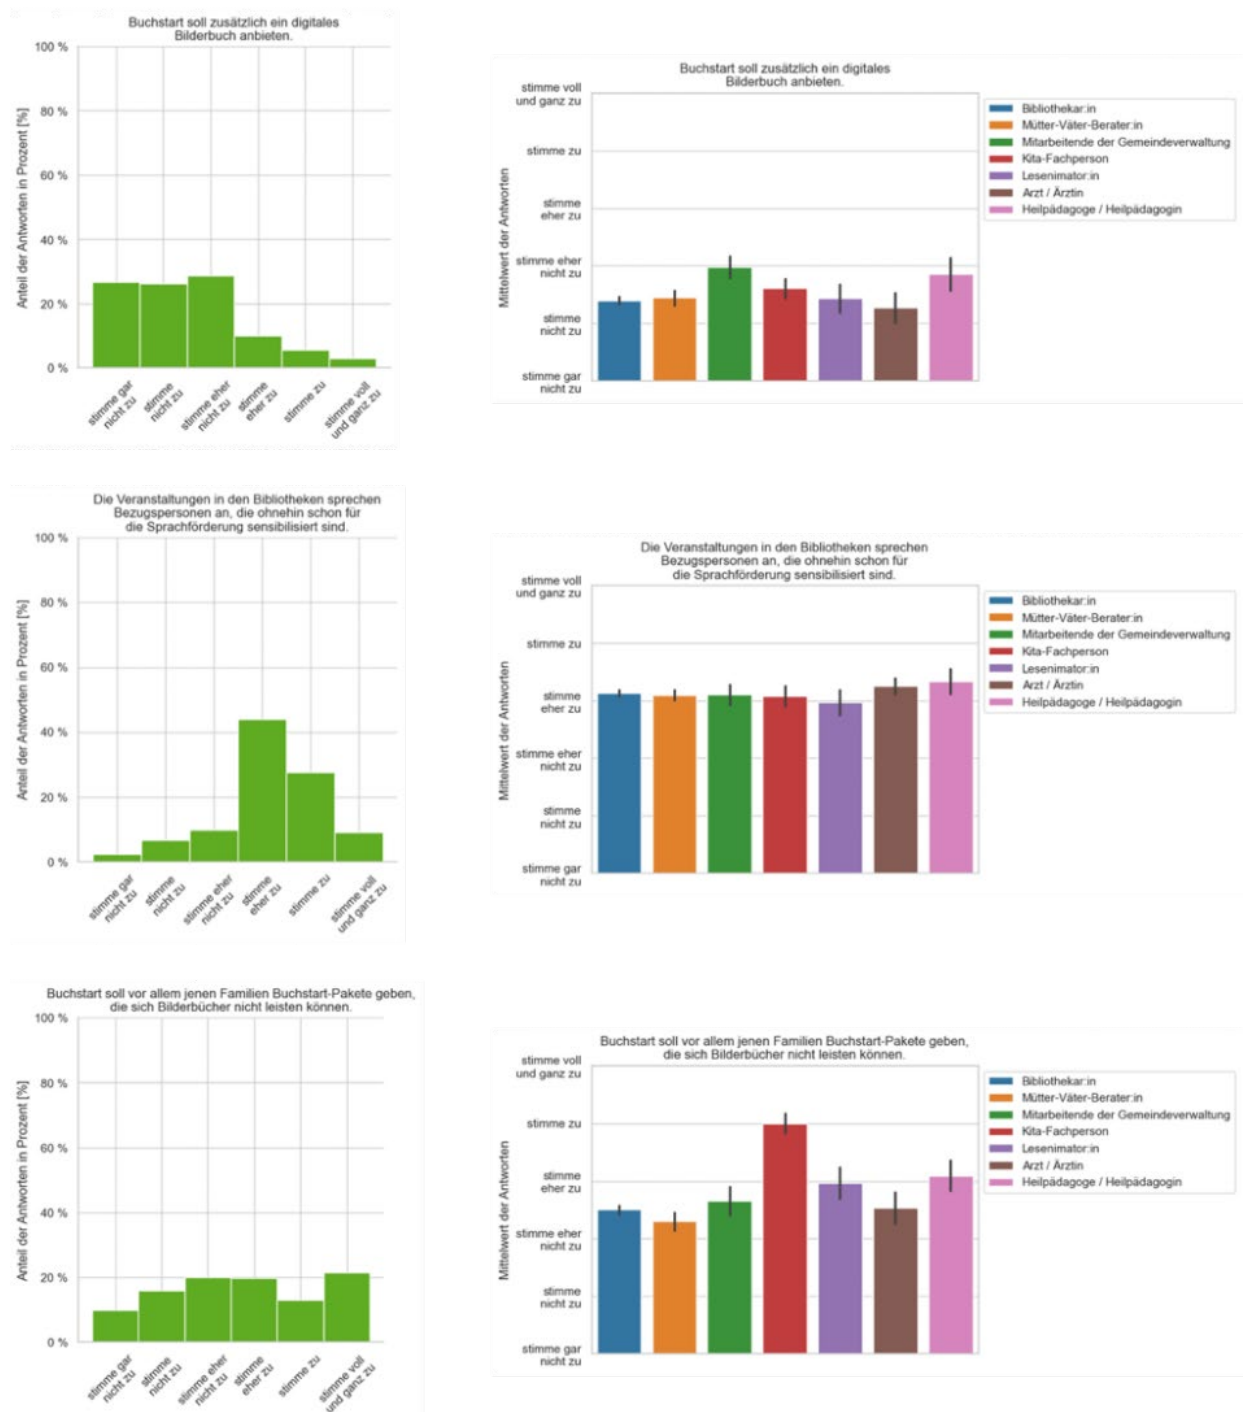 Buchstart soll zusätzlich ein digitales
Bilderbuch anbieten.
Anteil der Antworten in Prozent [%]
100 %
80 %
60 %
40 %
20 %
0 %
stimme gar
nicht zu
stimme
nicht zu
stimme eher
nicht zu
stimme
eher zu
stimme zu
stimme voll
und ganz zu
Buchstart soll zusätzlich ein digitales
Bilderbuch anbieten.
Mittelwert der Antworten
stimme voll
und ganz zu
stimme zu
stimme
eher zu
stimme eher
nicht zu
stimme
nicht zu
stimme gar
nicht zu
Bibliothekar:in
Mütter-Väter-Berater:in
Mitarbeitende der Gemeindeverwaltung
Kita-Fachperson
Lesenimator:in
Arzt / Ärztin
Heilpädagoge / Heilpädagogin
Die Veranstaltungen in den Bibliotheken sprechen
Bezugspersonen an, die ohnehin schon für
die Sprachförderung sensibilisiert sind.
Anteil der Antworten in Prozent [%]
100 %
80 %
60 %
40 %
20 %
0 %
stimme gar
nicht zu
stimme
nicht zu
stimme eher
nicht zu
stimme
eher zu
stimme zu
stimme voll
und ganz zu
Die Veranstaltungen in den Bibliotheken sprechen
Bezugspersonen an, die ohnehin schon für
die Sprachförderung sensibilisiert sind.
Mittelwert der Antworten
stimme voll
und ganz zu
stimme zu
stimme
eher zu
stimme eher
nicht zu
stimme
nicht zu
stimme gar
nicht zu
Bibliothekar:in
Mütter-Väter-Berater:in
Mitarbeitende der Gemeindeverwaltung
Kita-Fachperson
Lesenimator:in
Arzt / Ärztin
Heilpädagoge / Heilpädagogin
Buchstart soll vor allem jenen Familien Buchstart-Pakete geben,
die sich Bilderbücher nicht leisten können.
Anteil der Antworten in Prozent [%]
100 %
80 %
60 %
40 %
20 %
0 %
stimme gar
nicht zu
stimme
nicht zu
stimme eher
nicht zu
stimme
eher zu
stimme zu
stimme voll
und ganz zu
Buchstart soll vor allem jenen Familien Buchstart-Pakete geben,
die sich Bilderbücher nicht leisten können.
Mittelwert der Antworten
stimme voll
und ganz zu
stimme zu
stimme
eher zu
stimme eher
nicht zu
stimme
nicht zu
stimme gar
nicht zu
Bibliothekar:in
Mütter-Väter-Berater:in
Mitarbeitende der Gemeindeverwaltung
Kita-Fachperson
Lesenimator:in
Arzt / Ärztin
Heilpädagoge / Heilpädagogin